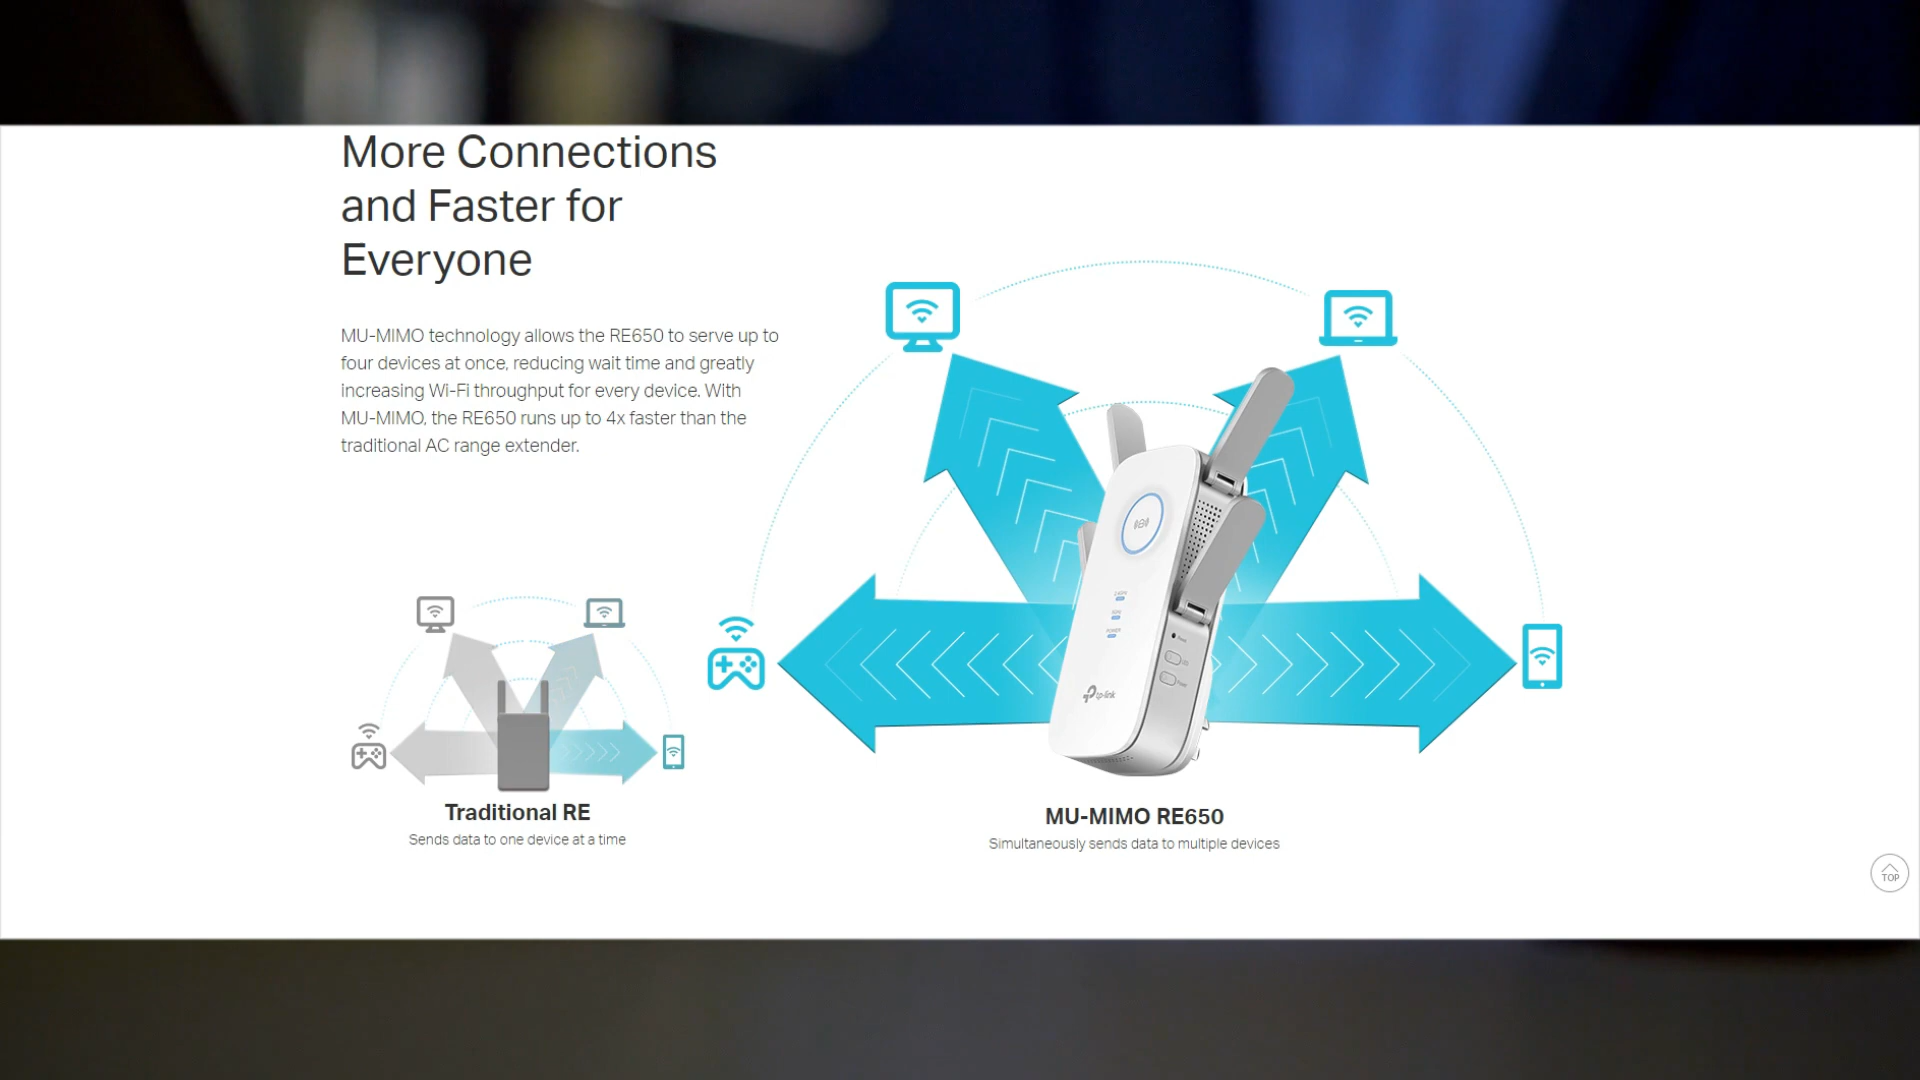 More Connections
and Faster for
Everyone
MU-MIMO technology allows the RE650 to serve up to
four devices at once, reducing wait time and greatly
increasing Wi-Fi throughput for every device. With
MU-MIMO, the RE650 runs up to 4x faster than the
traditional AC range extender.
tp-link
Traditional RE
Sends data to one device at a time
MU-MIMO RE650
Simultaneously sends data to multiple devices
TOP